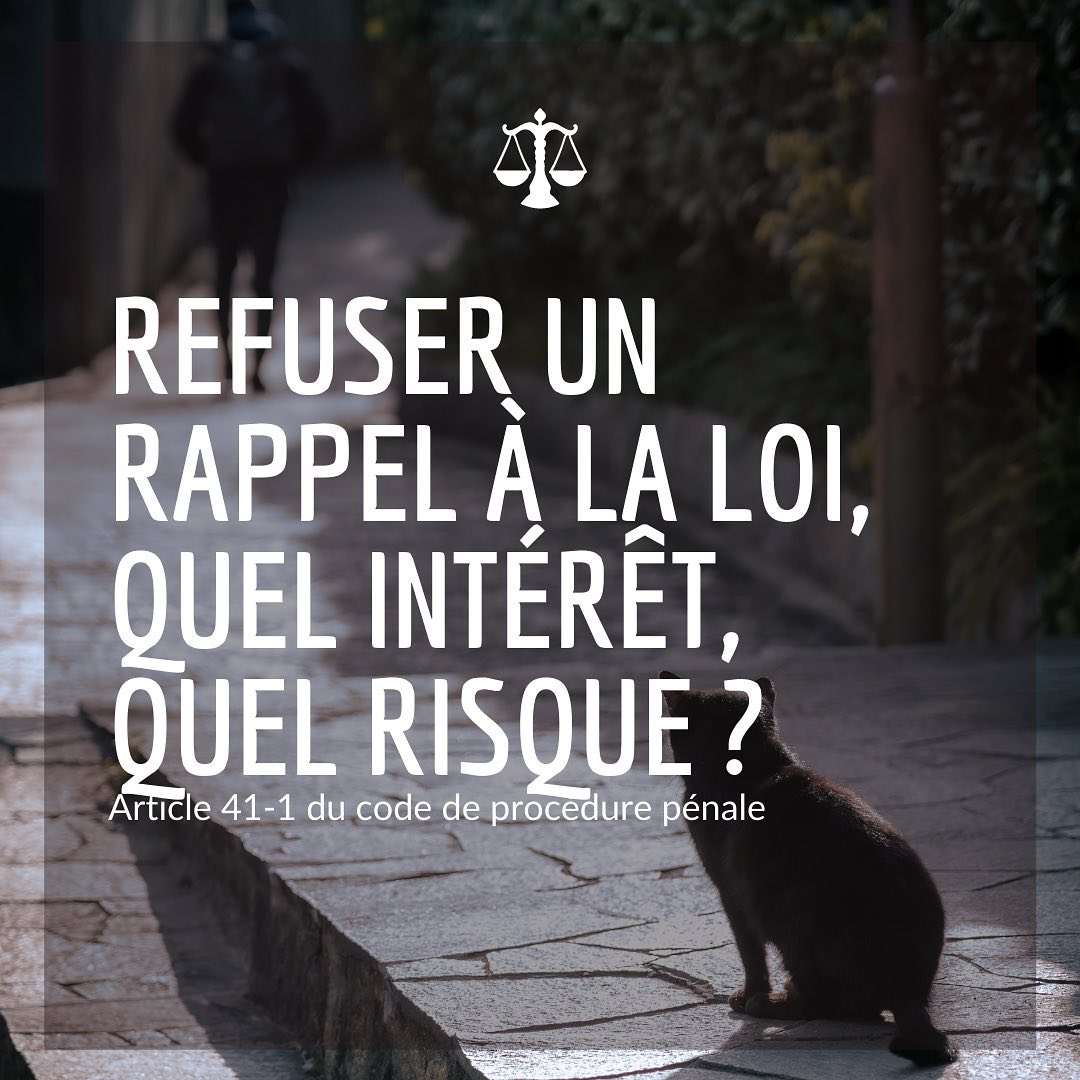 REFUSER UN
RAPPEL À LA LOI,
QUEL INTÉRÊT,
QUEL RISQUE ?
Article 41-1 du code de procedure pénale